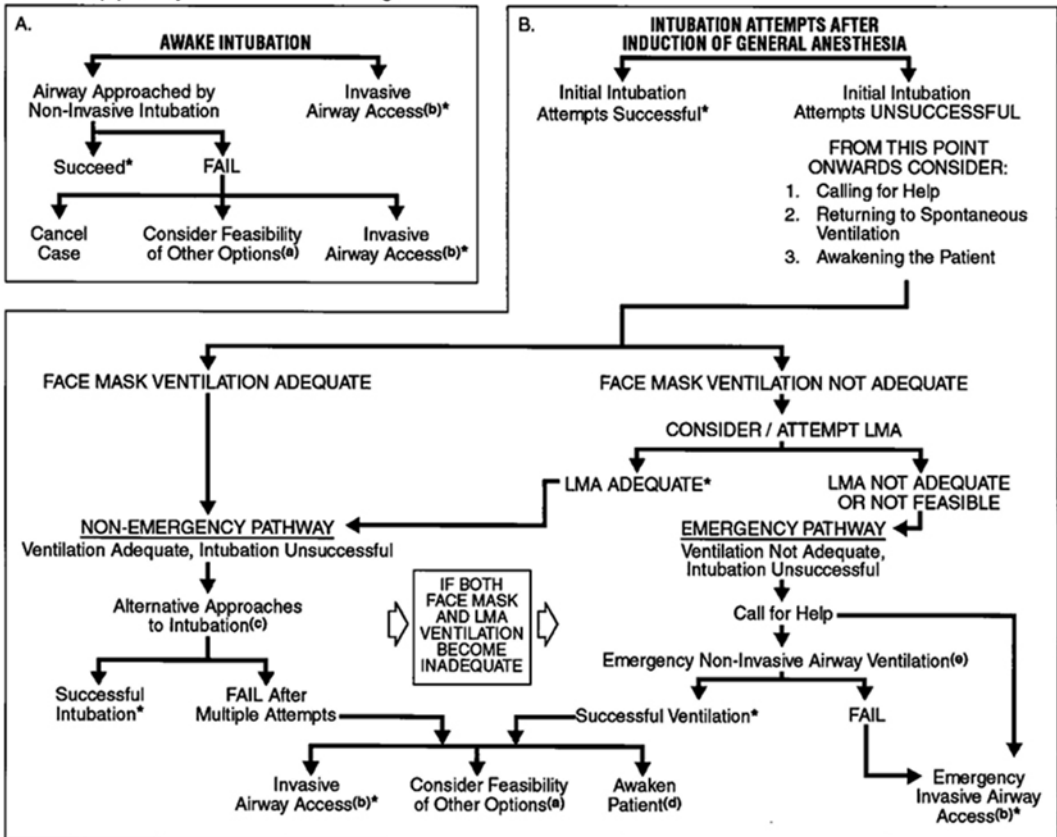 A.
AWAKE INTUBATION
Airway Approached by
Non-Invasive Intubation
Invasive
Airway Access(b)*
Succeed*
FAIL
Cancel
Case
Consider Feasibility
of Other Options(a)
Invasive
Airway Access(b)*
B.
INTUBATION ATTEMPTS AFTER
INDUCTION OF GENERAL ANESTHESIA
Initial Intubation
Attempts Successful*
Initial Intubation
Attempts UNSUCCESSFUL
FROM THIS POINT
ONWARDS CONSIDER:
1. Calling for Help
2. Returning to Spontaneous
Ventilation
3. Awakening the Patient
FACE MASK VENTILATION ADEQUATE
FACE MASK VENTILATION NOT ADEQUATE
CONSIDER / ATTEMPT LMA
LMA ADEQUATE*
LMA NOT ADEQUATE
OR NOT FEASIBLE
NON-EMERGENCY PATHWAY
Ventilation Adequate, Intubation Unsuccessful
EMERGENCY PATHWAY
Ventilation Not Adequate,
Intubation Unsuccessful
Alternative Approaches
to Intubation(c)
IF BOTH
FACE MASK
AND LMA
VENTILATION
BECOME
INADEQUATE
Call for Help
Emergency Non-Invasive Airway Ventilation(e)
Successful
Intubation*
FAIL After
Multiple Attempts
Successful Ventilation*
FAIL
Invasive
Airway Access(b)*
Consider Feasibility
of Other Options(a)
Awaken
Patient(d)
Emergency
Invasive Airway
Access(b)*